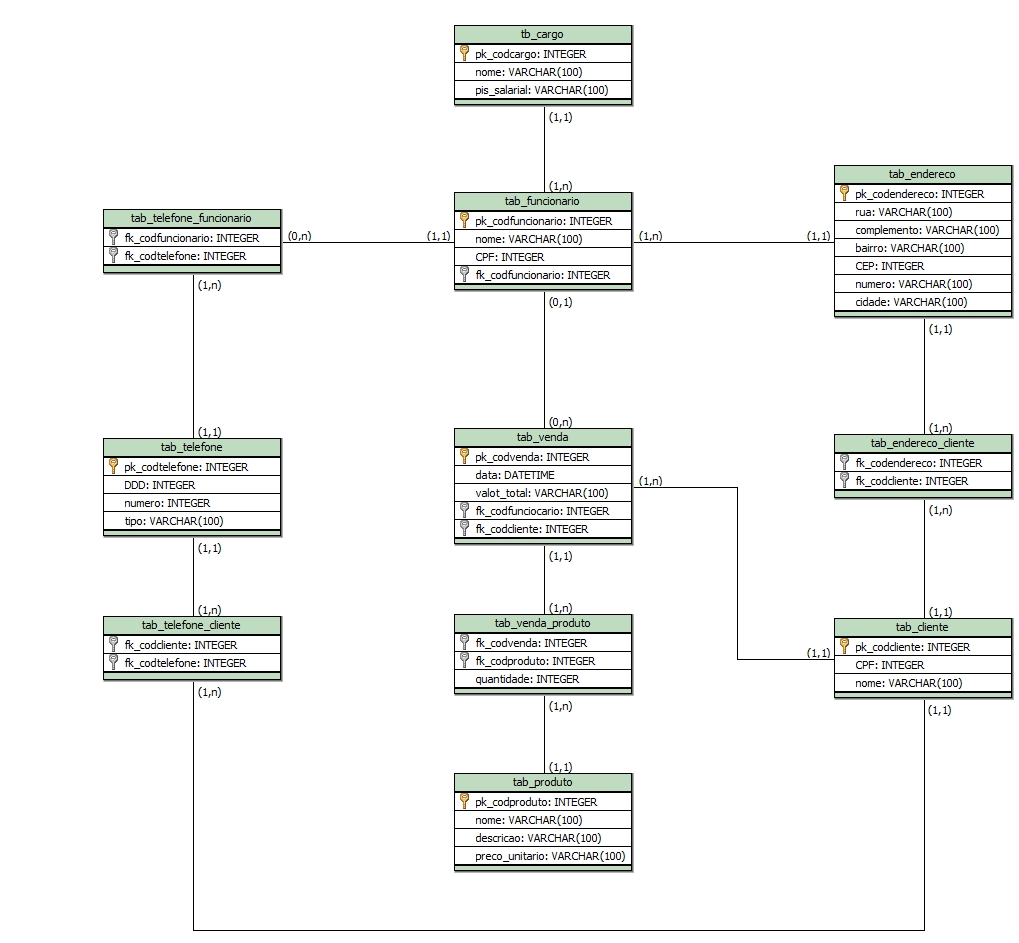 tb_cargo
pk_codcargo: INTEGER
nome: VARCHAR(100)
pis_salarial: VARCHAR(100)
(1,1)
(1,n)
tab_funcionario
pk_codfuncionario: INTEGER
nome: VARCHAR(100)
CPF: INTEGER
fk_codfuncionario: INTEGER
tab_endereco
pk_codendereco: INTEGER
rua: VARCHAR(100)
complemento: VARCHAR(100)
bairro: VARCHAR(100)
CEP: INTEGER
numero: VARCHAR(100)
cidade: VARCHAR(100)
tab_telefone_funcionario
fk_codfuncionario: INTEGER
fk_codtelefone: INTEGER
(0,n)
(1,1)
(1,n)
(1,1)
(1,n)
(0,1)
(1,1)
(1,1)
(0,n)
(1,n)
tab_telefone
pk_codtelefone: INTEGER
DDD: INTEGER
numero: INTEGER
tipo: VARCHAR(100)
tab_venda
pk_codvenda: INTEGER
data: DATETIME
valot_total: VARCHAR(100)
fk_codfunciocario: INTEGER
fk_codcliente: INTEGER
(1,n)
tab_endereco_cliente
fk_codendereco: INTEGER
fk_codcliente: INTEGER
(1,n)
(1,1)
(1,1)
(1,n)
(1,n)
(1,1)
tab_telefone_cliente
fk_codcliente: INTEGER
fk_codtelefone: INTEGER
(1,n)
tab_venda_produto
fk_codvenda: INTEGER
fk_codproduto: INTEGER
quantidade: INTEGER
(1,n)
(1,1)
tab_cliente
pk_codcliente: INTEGER
CPF: INTEGER
nome: VARCHAR(100)
(1,1)
(1,1)
tab_produto
pk_codproduto: INTEGER
nome: VARCHAR(100)
descricao: VARCHAR(100)
preco_unitario: VARCHAR(100)